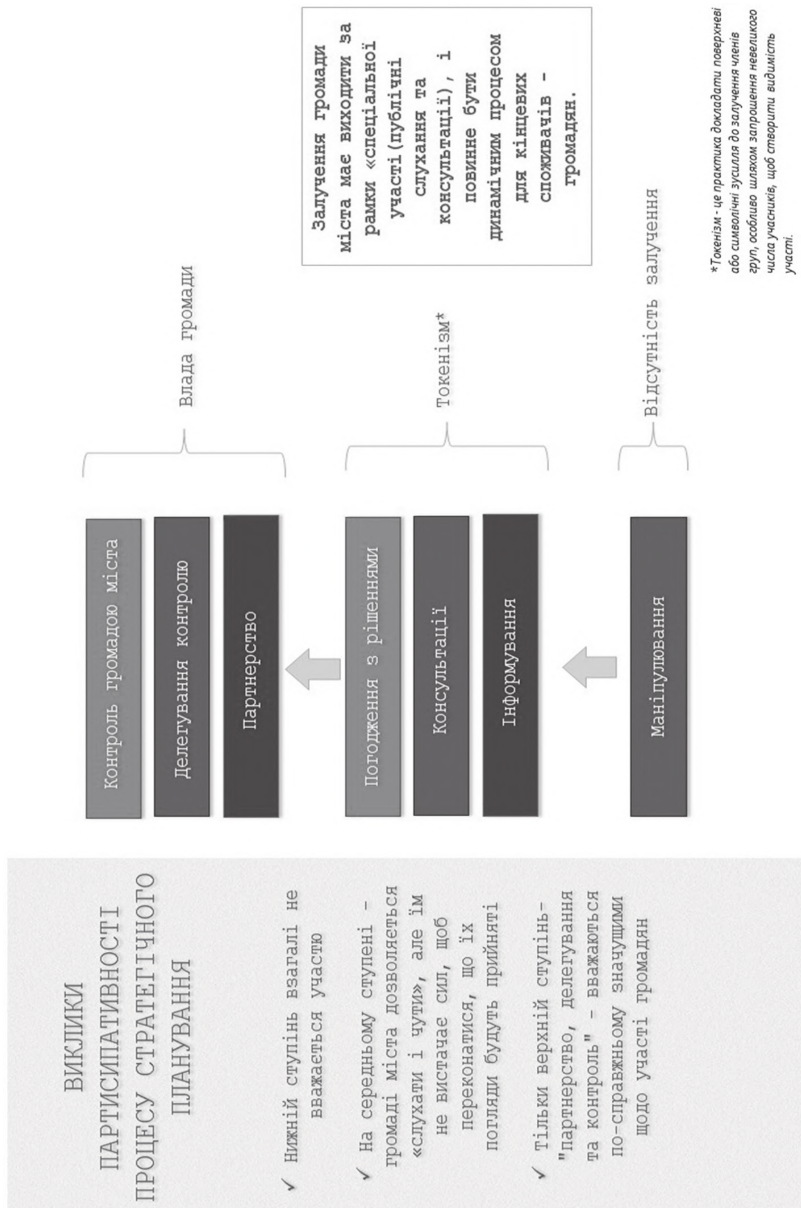 ВИКЛИКИ
ПАРТИСИПАТИВНОСТІ
ПРОЦЕСУ СТРАТЕГІЧНОГО
ПЛАНУВАННЯ
✓ Нижній ступінь взагалі не
вважається участю
✓ На середньому ступені –
громаді міста дозволяється
«слухати і чути», але їм
не вистачає сил, щоб
переконатися, що їх
погляди будуть прийняті
✓ Тільки верхній ступінь-
"партнерство, делегування
та контроль" – вважаються
по-справжньому значущими
щодо участі громадян
Контроль громадою міста
Делегування контролю
Партнерство
Погодження з рішеннями
Консультації
Інформування
Маніпулювання
Влада громади
Токенізм*
Відсутність залучення
Залучення громади
міста має виходити за
рамки «спеціальної
участі(публічні
слухання та
консультації), і
повинне бути
динамічним процесом
для кінцевих
споживачів –
громадян.
*Токенізм - це практика докладати поверхневі
або символічні зусилля до залучення членів
груп, особливо шляхом запрошення невеликого
числа учасників, щоб створити видимість
участі.